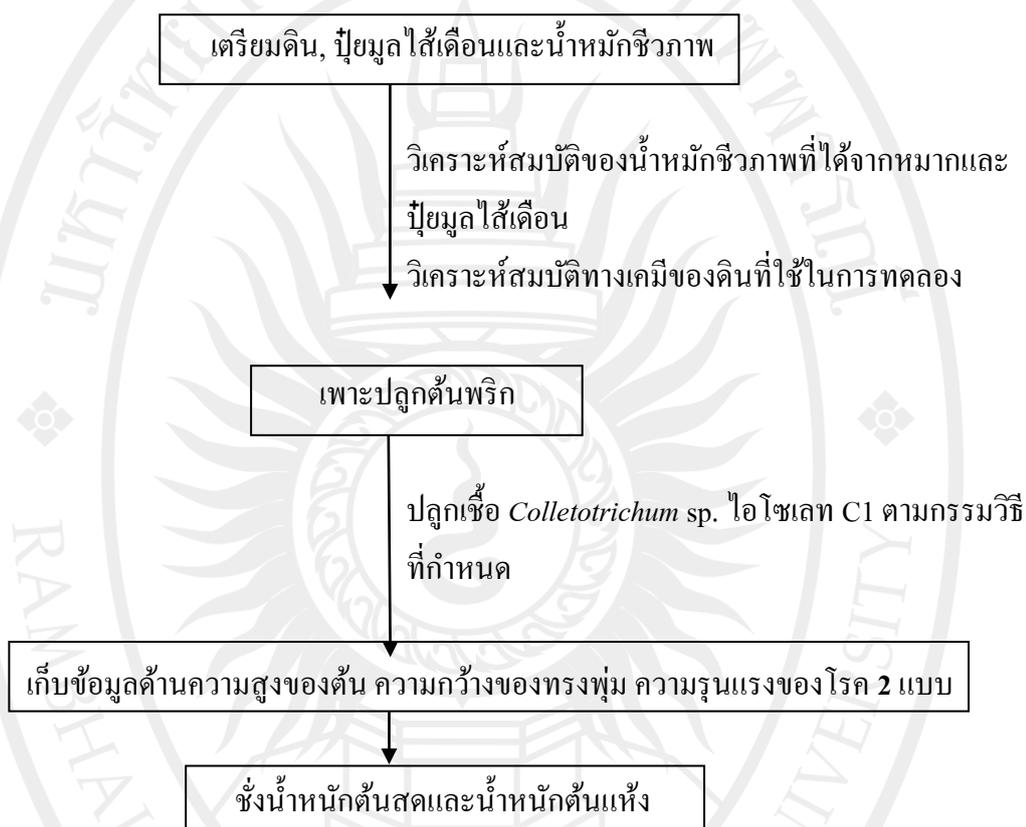 เตรียมดิน, ปุ๋ยมูลไส้เดือนและน้ำหมักชีวภาพ
วิเคราะห์สมบัติของน้ำหมักชีวภาพที่ได้จากหมากและ
ปุ๋ยมูลไส้เดือน
วิเคราะห์สมบัติทางเคมีของดินที่ใช้ในการทดลอง
เพาะปลูกต้นพริก
ปลูกเชื้อ Colletotrichum sp. ไอโซเลท C1 ตามกรรมวิธี
ที่กำหนด
เก็บข้อมูลด้านความสูงของต้น ความกว้างของทรงพุ่ม ความรุนแรงของโรค 2 แบบ
ชั่งน้ำหนักต้นสดและน้ำหนักต้นแห้ง